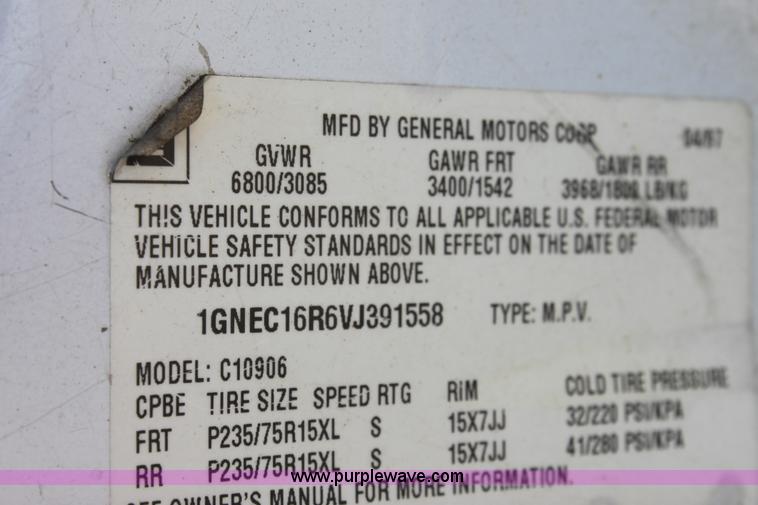 MFD BY GENERAL MOTORS CORP 04/97
GVWR GAWR FRT GAWR RR
6800/3085 3400/1542 3968/1800 LB/KG
THIS VEHICLE CONFORMS TO ALL APPLICABLE U.S. FEDERAL MOTOR
VEHICLE SAFETY STANDARDS IN EFFECT ON THE DATE OF
MANUFACTURE SHOWN ABOVE.
1GNEC16R6VJ391558 TYPE: M.P.V.
MODEL: C10906
CPBE TIRE SIZE SPEED RTG RIM COLD TIRE PRESSURE
FRT P235/75R15XL S 15X7JJ 32/220 PSI/KPA
RR P235/75R15XL S 15X7JJ 41/280 PSI/KPA
www.purplewave.com
SEE OWNER'S MANUAL FOR MORE INFORMATION.